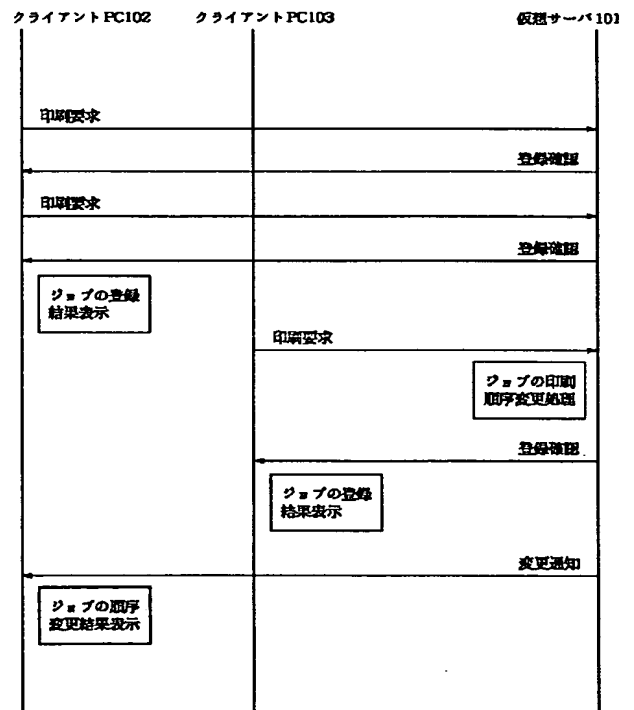 クライアントPC102
クライアントPC103
仮想サーバ101
印刷要求
登録確認
印刷要求
登録確認
ジョブの登録
結果表示
印刷要求
ジョブの印刷
順序変更処理
登録確認
ジョブの登録
結果表示
変更通知
ジョブの順序
変更結果表示